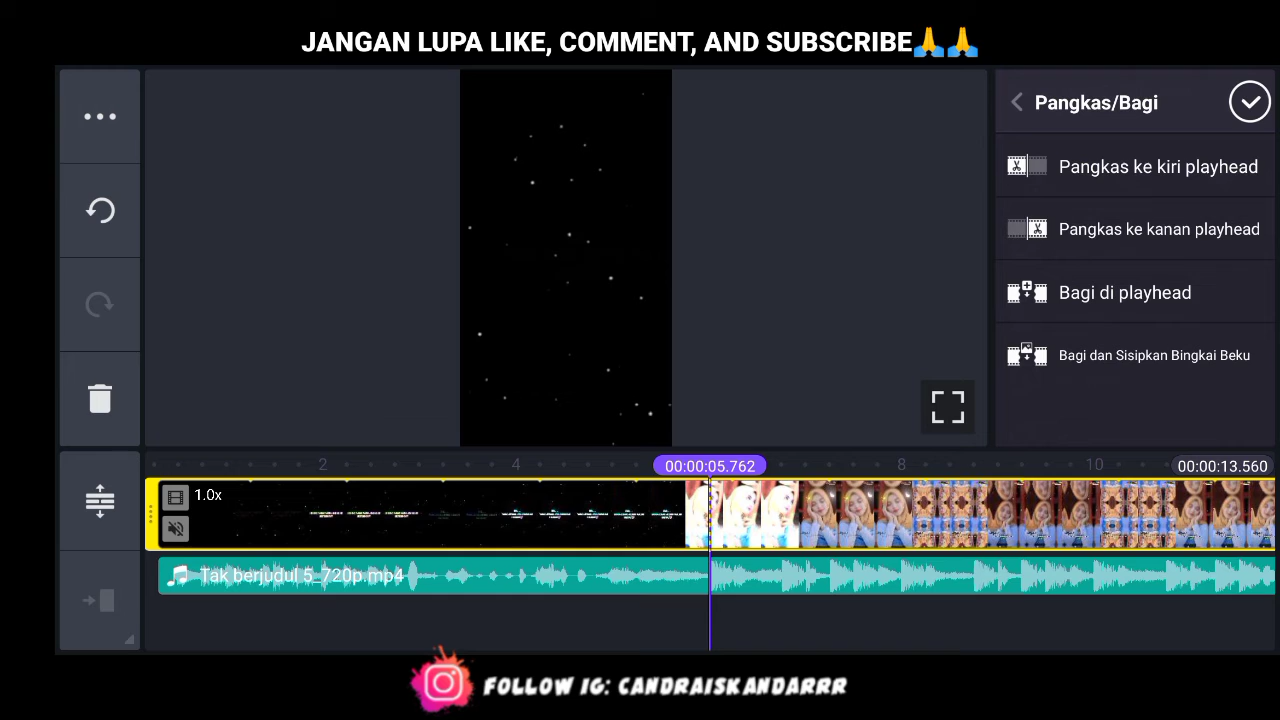 JANGAN LUPA LIKE, COMMENT, AND SUBSCRIBE🙏🙏
Pangkas/Bagi
Pangkas ke kiri playhead
Pangkas ke kanan playhead
Bagi di playhead
Bagi dan Sisipkan Bingkai Beku
2
4
00:00:05.762
8
10
00:00:13.560
1.0x
Tak berjudul 5_720p.mp4
FOLLOW IG: CANDRAISKANDARRR